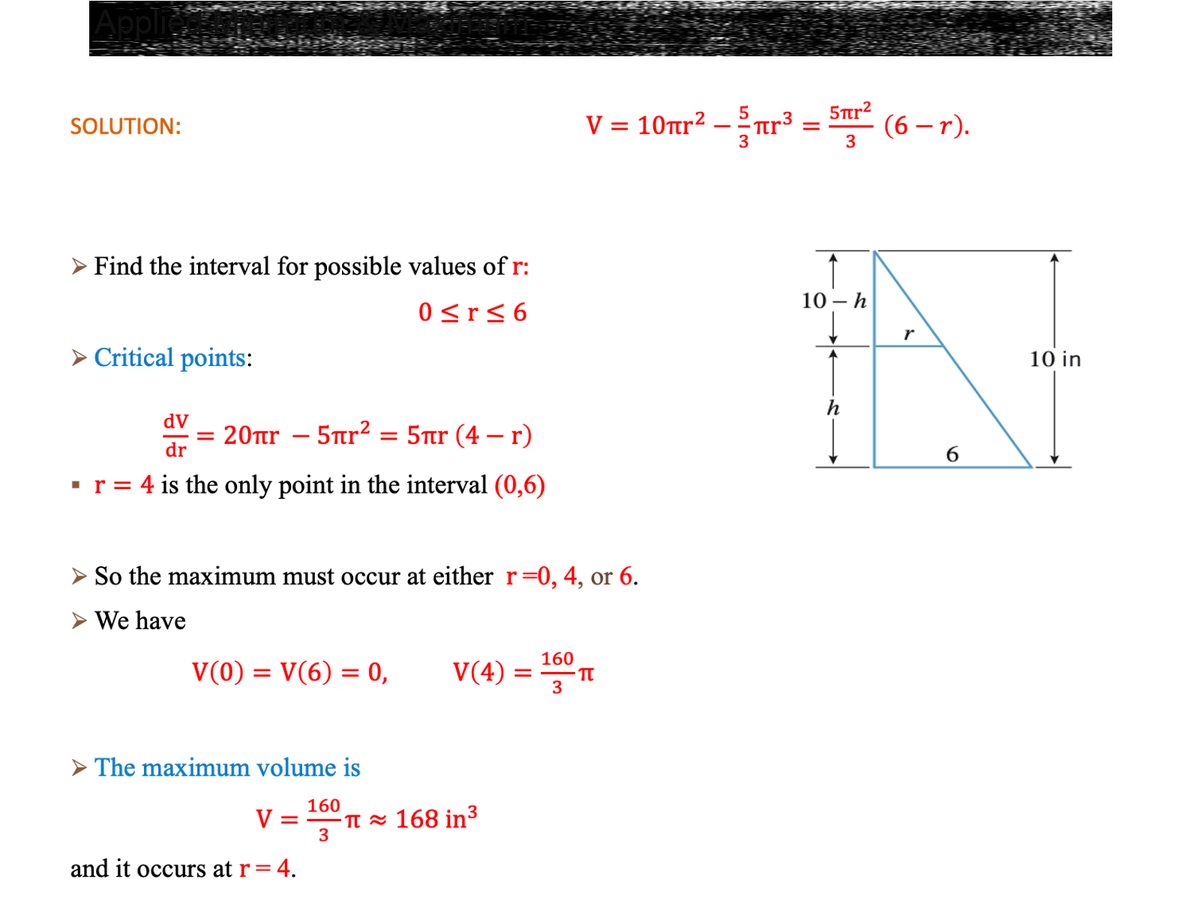 SOLUTION:
V = 10πr² − 5/3 πr³ = 5πr²/3 (6 − r).
➢ Find the interval for possible values of r:
0 ≤ r ≤ 6
➢ Critical points:
dV/dr = 20πr − 5πr² = 5πr (4 − r)
▪ r = 4 is the only point in the interval (0,6)
10 − h
r
10 in
h
6
➢ So the maximum must occur at either r=0, 4, or 6.
➢ We have
V(0) = V(6) = 0, V(4) = 160/3 π
➢ The maximum volume is
V = 160/3 π ≈ 168 in³
and it occurs at r = 4.